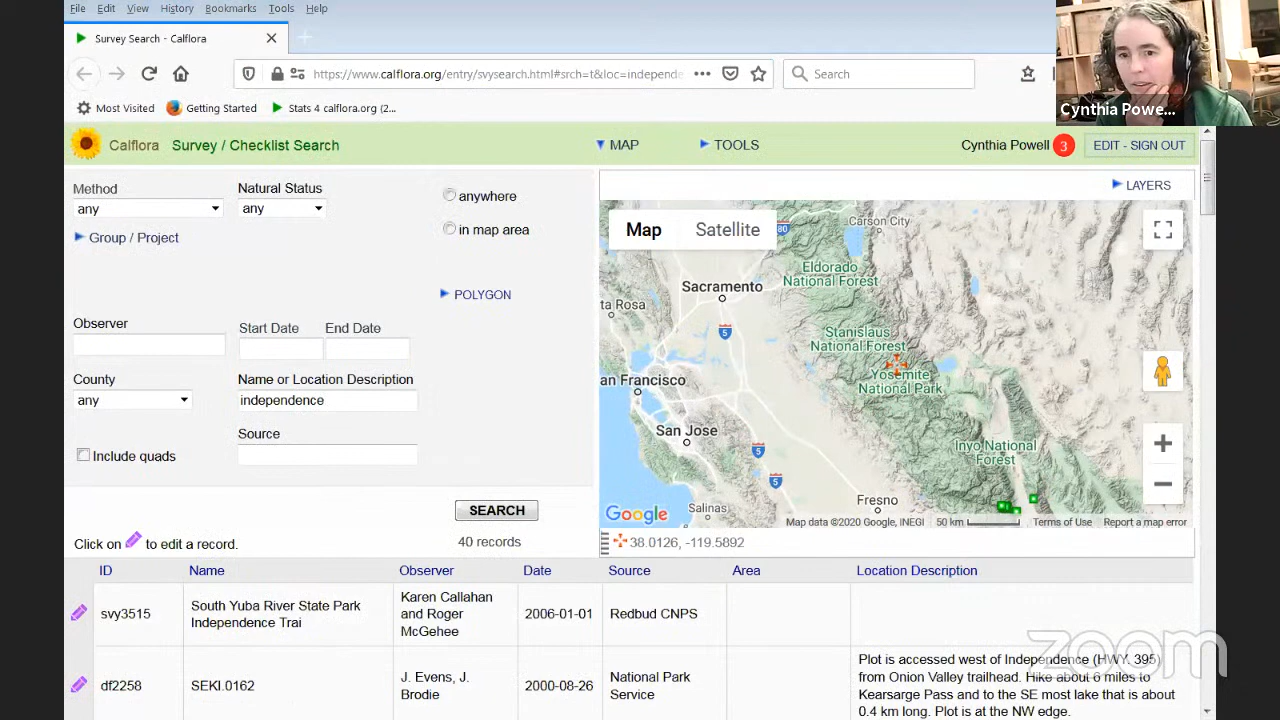 File Edit View History Bookmarks Tools Help
Survey Search - Calflora
https://www.calflora.org/entry/svysearch.html#srch=t&loc=independe
Search
Most Visited Getting Started Stats 4 calflora.org (2...
Cynthia Powe...
Calflora Survey / Checklist Search MAP TOOLS Cynthia Powell 3 EDIT - SIGN OUT
Method Natural Status
any any
Group / Project
anywhere
in map area
POLYGON
Observer Start Date End Date
County Name or Location Description
any independence
Source
Include quads
SEARCH
Click on to edit a record.
40 records
LAYERS
Map Satellite
80
Carson City
Eldorado
National Forest
Sacramento
ta Rosa
5
Stanislaus
National Forest
Yosemite
National Park
an Francisco
San Jose
5
Inyo National
Forest
5
Fresno
Salinas
Google
Map data ©2020 Google, INEGI 50 km Terms of Use Report a map error
38.0126, -119.5892
ID Name Observer Date Source Area Location Description
svy3515
South Yuba River State Park
Independence Trai
Karen Callahan
and Roger
McGehee
2006-01-01
Redbud CNPS
df2258
SEKI.0162
J. Evens, J.
Brodie
2000-08-26
National Park
Service
Plot is accessed west of Independence (HWY. 395)
from Onion Valley trailhead. Hike about 6 miles to
Kearsarge Pass and to the SE most lake that is about
0.4 km long. Plot is at the NW edge.
zoom